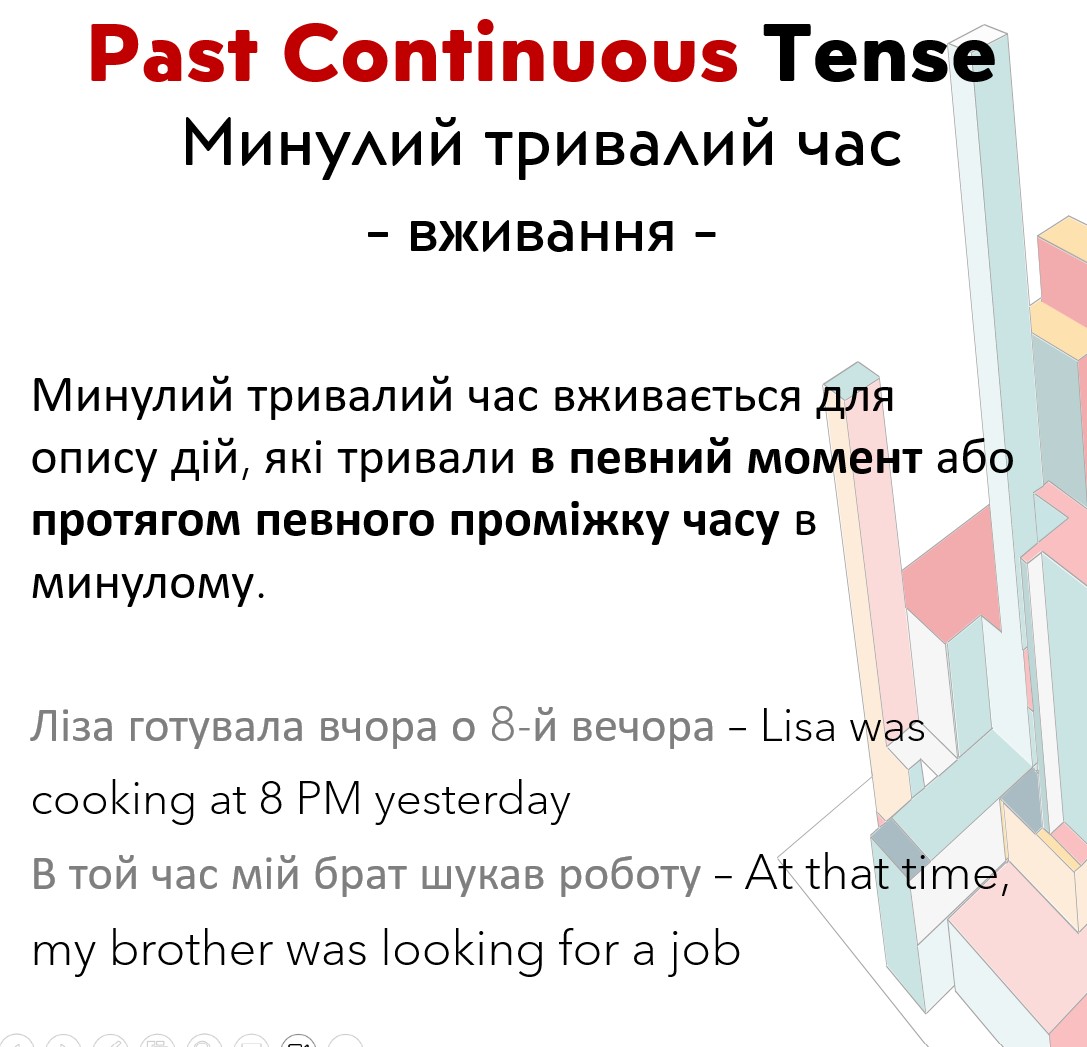 Past Continuous Tense
Минулий тривалий час
– вживання –
Минулий тривалий час вживається для
опису дій, які тривали в певний момент або
протягом певного проміжку часу в
минулому.
Ліза готувала вчора о 8-й вечора – Lisa was
cooking at 8 PM yesterday
В той час мій брат шукав роботу – At that time,
my brother was looking for a job